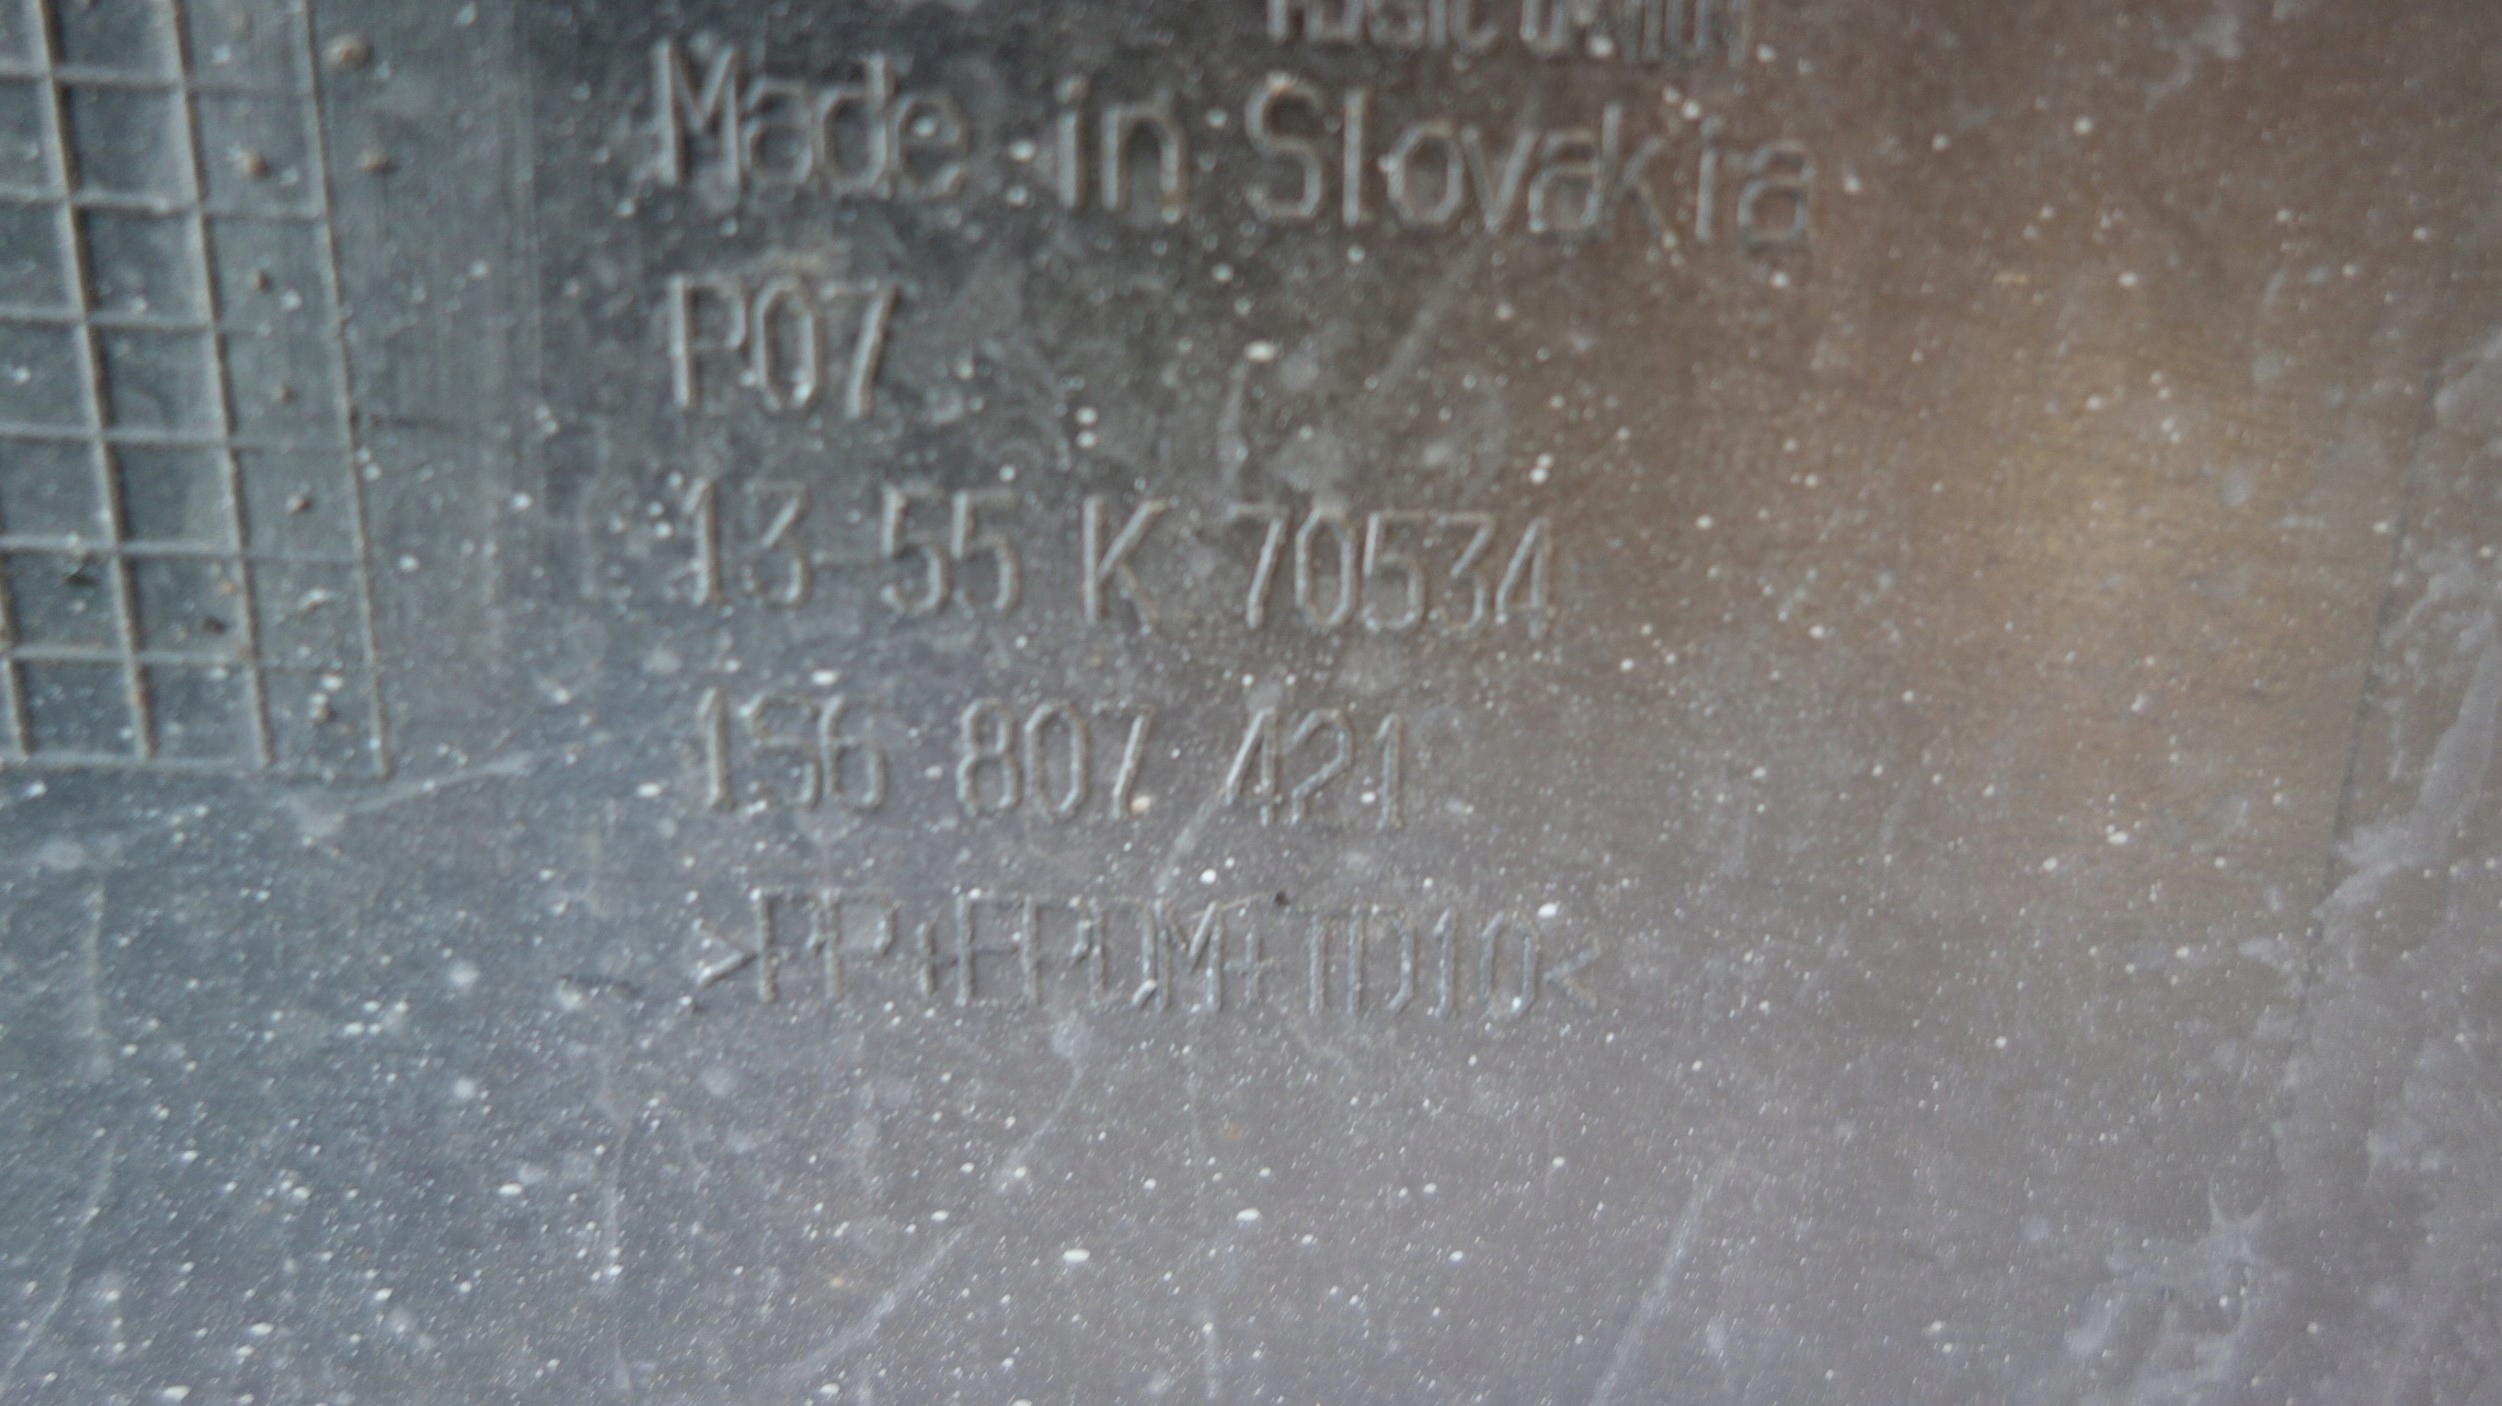 Made in Slovakia
P07
13-55 K 70534
1S6 807 421
>PP+EPDM+TD10<